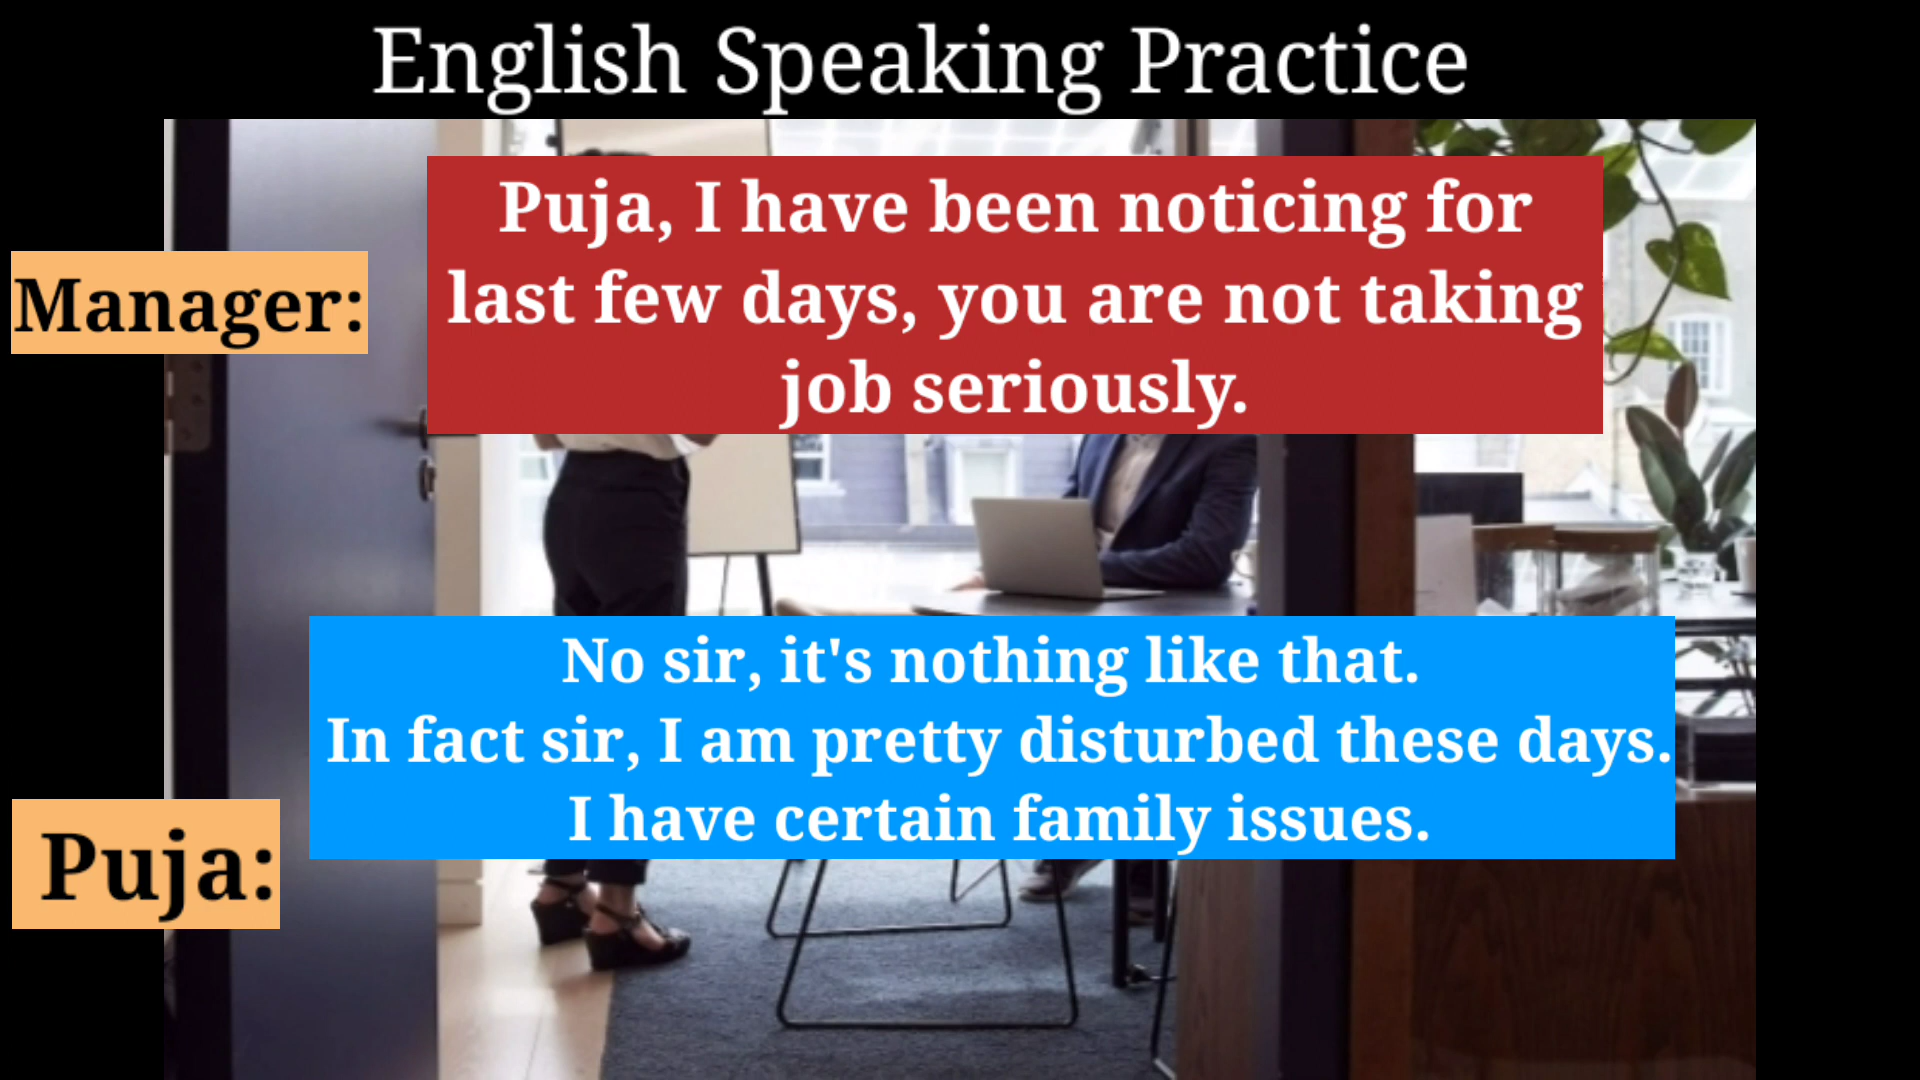 English Speaking Practice
Manager:
Puja, I have been noticing for
last few days, you are not taking
job seriously.
Puja:
No sir, it's nothing like that.
In fact sir, I am pretty disturbed these days.
I have certain family issues.